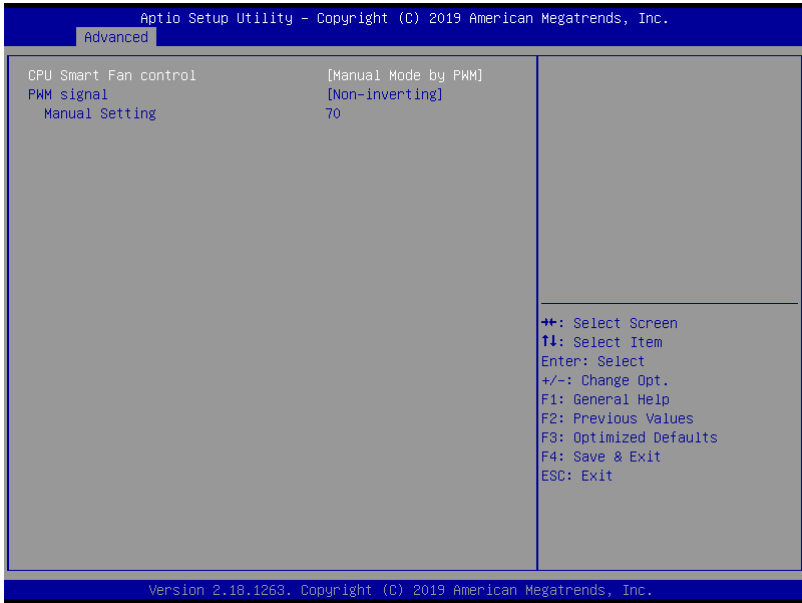 Aptio Setup Utility – Copyright (C) 2019 American Megatrends, Inc.
Advanced
CPU Smart Fan control [Manual Mode by PWM]
PWM signal [Non-inverting]
Manual Setting 70
→←: Select Screen
↑↓: Select Item
Enter: Select
+/-: Change Opt.
F1: General Help
F2: Previous Values
F3: Optimized Defaults
F4: Save & Exit
ESC: Exit
Version 2.18.1263. Copyright (C) 2019 American Megatrends, Inc.